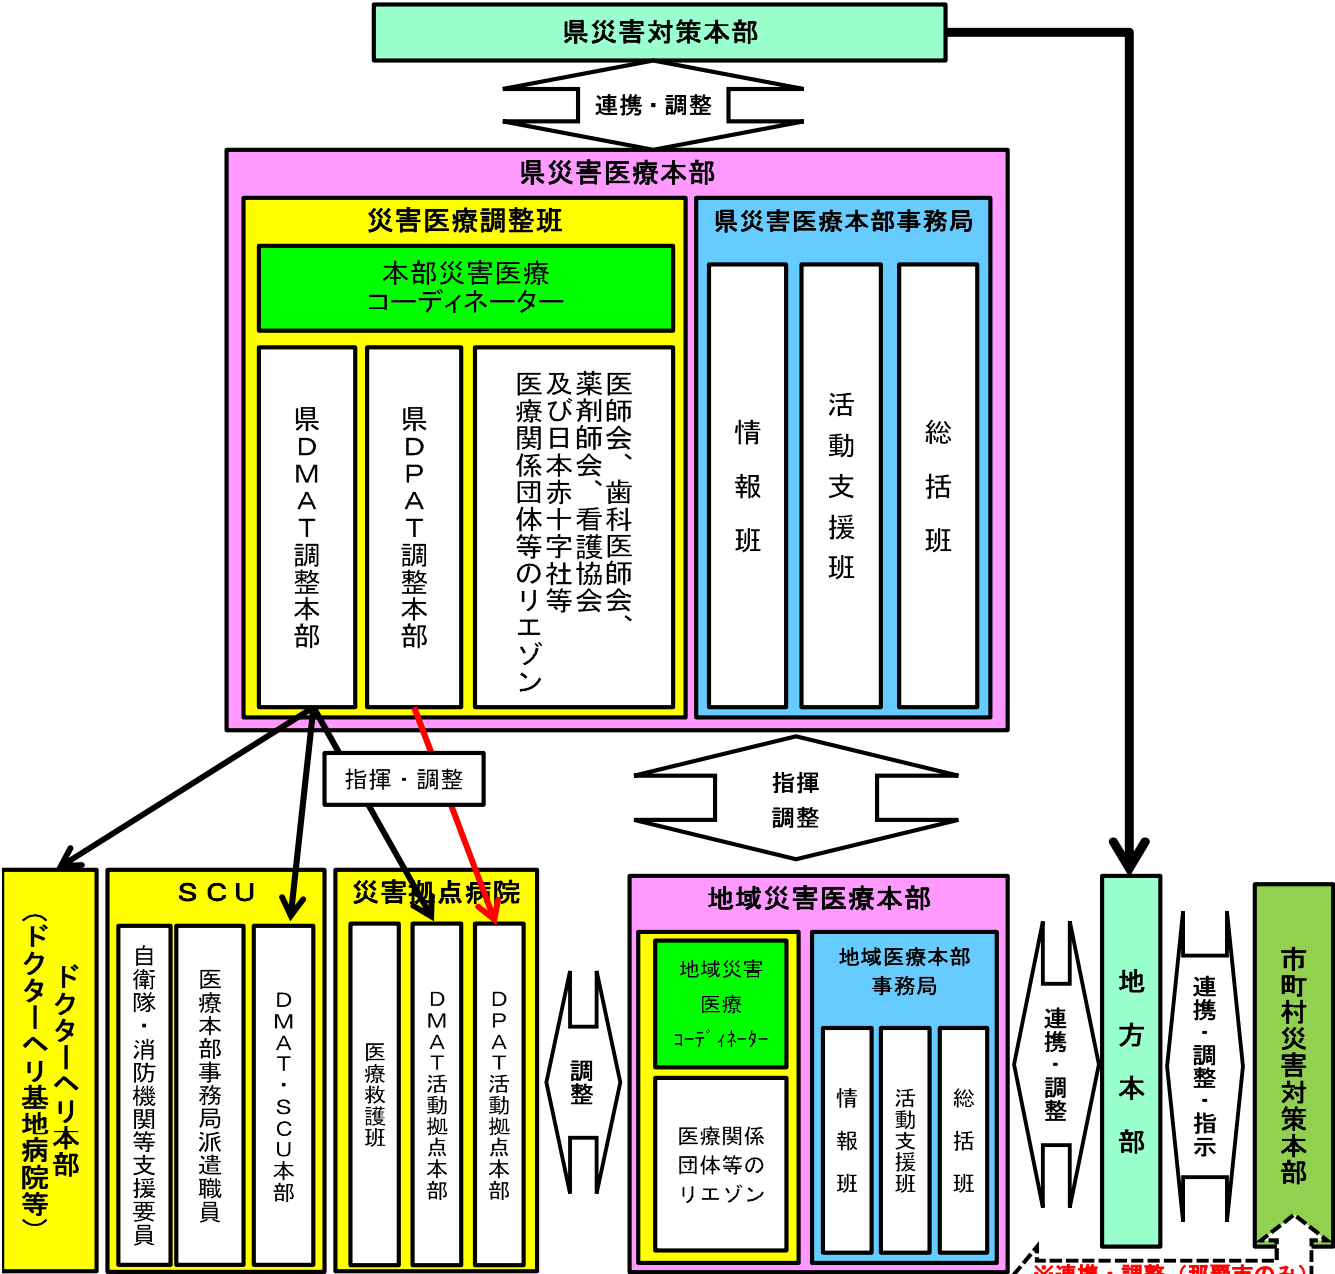 県災害対策本部
連携・調整
県災害医療本部
災害医療調整班
県災害医療本部事務局
本部災害医療
コーディネーター
県DMAT調整本部
県DPAT調整本部
医師会、歯科医師会、
薬剤師会、看護協会
及び日本赤十字社等
医療関係団体等のリエゾン
情報班
活動支援班
総括班
指揮・調整
指揮
調整
ドクターヘリ本部
(ドクターヘリ基地病院等)
SCU
自衛隊・消防機関等支援要員
医療本部事務局派遣職員
DMAT・SCU本部
災害拠点病院
医療救護班
DMAT活動拠点本部
DPAT活動拠点本部
調整
地域災害医療本部
地域災害
医療
コーディネーター
医療関係
団体等の
リエゾン
地域医療本部
事務局
情報班
活動支援班
総括班
連携・調整
地方本部
連携・調整・指示
市町村災害対策本部
※連携・調整(那覇市のみ)